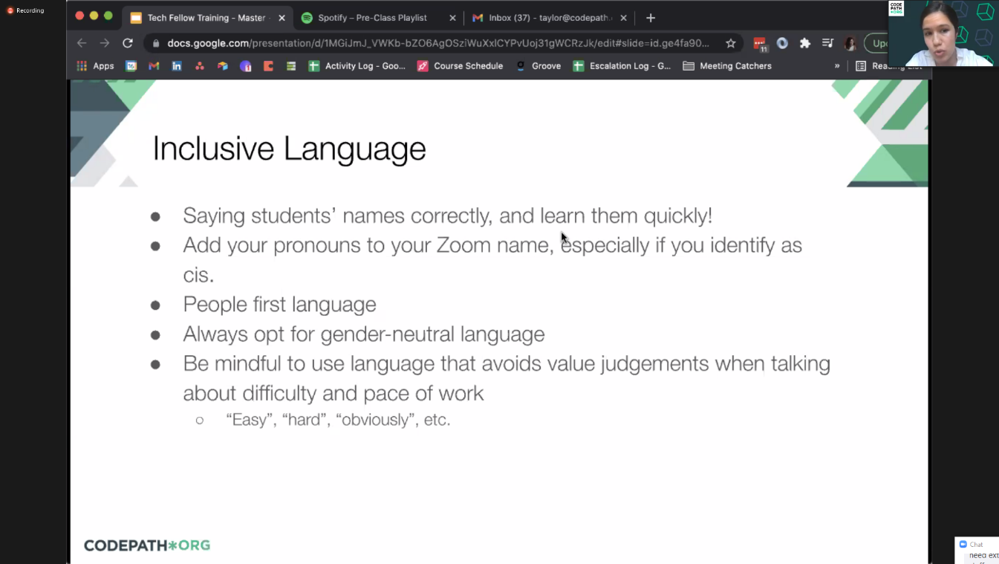 Recording
Tech Fellow Training - Master -
Spotify – Pre-Class Playlist
Inbox (37) - taylor@codepath.
CODE
PATH
*ORG
docs.google.com/presentation/d/1MGiJmJ_VWKb-bZO6AgOSziWuXxlCYPvUoj31gWCRzJk/edit#slide=id.ge4fa90...
11
Apps
Activity Log - Goo...
Course Schedule
Groove
Escalation Log - G...
Meeting Catchers
»
Inclusive Language
Saying students’ names correctly, and learn them quickly!
Add your pronouns to your Zoom name, especially if you identify as
cis.
People first language
Always opt for gender-neutral language
Be mindful to use language that avoids value judgements when talking
about difficulty and pace of work
“Easy”, “hard”, “obviously”, etc.
CODEPATH*ORG
Chat
need